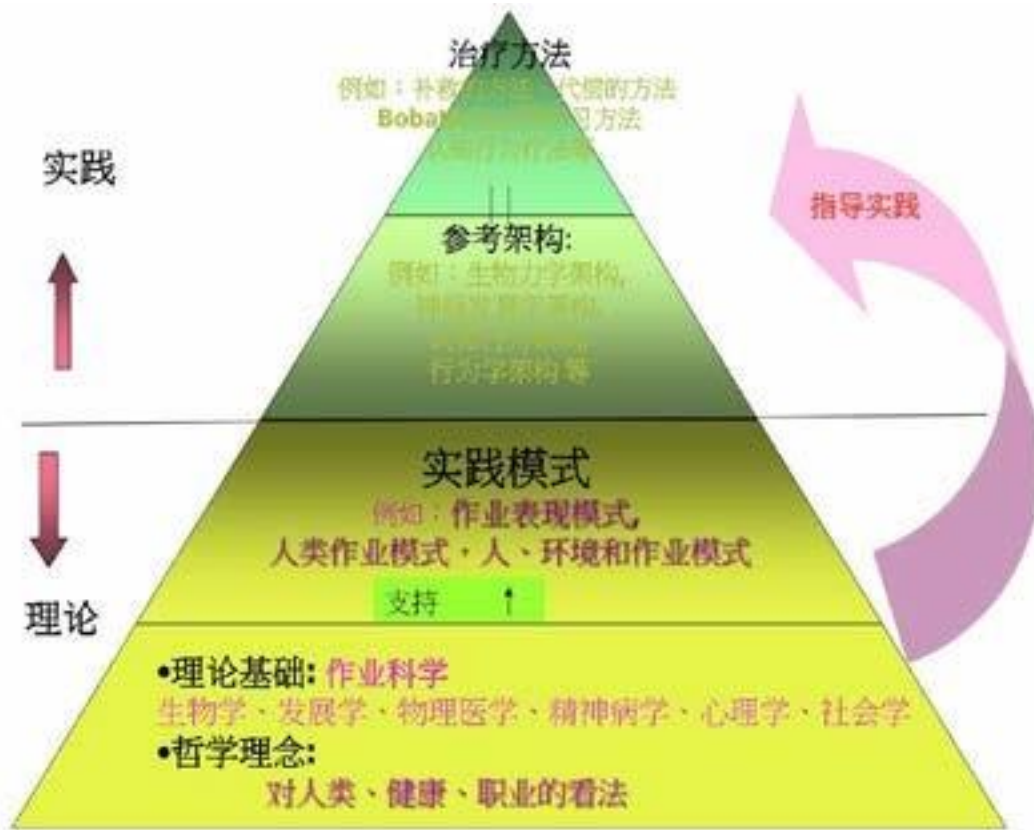 治疗方法
例如：补救 代偿的方法
Boba 习方法
实践
指导实践
参考架构:
例如：生物力学架构,
行为学架构 等
实践模式
例如：作业表现模式,
人类作业模式，人、环境和作业模式
支持 ↑
理论
•理论基础: 作业科学
生物学、发展学、物理医学、精神病学、心理学、社会学
•哲学理念:
对人类、健康、职业的看法